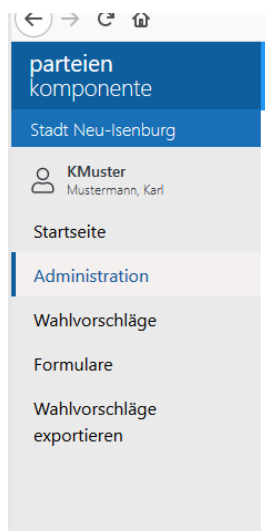 parteien
komponente
Stadt Neu-Isenburg
KMuster
Mustermann, Karl
Startseite
Administration
Wahlvorschläge
Formulare
Wahlvorschläge
exportieren